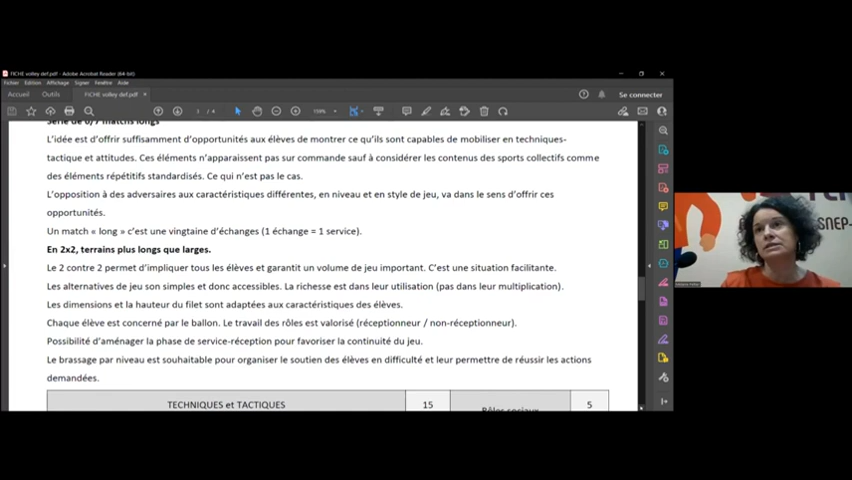 FICHE volley def.pdf - Adobe Acrobat Reader (64-bit)
Fichier Edition Affichage Signer Fenêtre Aide
Accueil Outils FICHE volley def.pdf × Se connecter
Série de 6/7 matchs longs
L'idée est d'offrir suffisamment d'opportunités aux élèves de montrer ce qu'ils sont capables de mobiliser en techniques-
tactique et attitudes. Ces éléments n'apparaissent pas sur commande sauf à considérer les contenus des sports collectifs comme
des éléments répétitifs standardisés. Ce qui n'est pas le cas.
L'opposition à des adversaires aux caractéristiques différentes, en niveau et en style de jeu, va dans le sens d'offrir ces
opportunités.
Un match « long » c'est une vingtaine d'échanges (1 échange = 1 service).
En 2x2, terrains plus longs que larges.
Le 2 contre 2 permet d'impliquer tous les élèves et garantit un volume de jeu important. C'est une situation facilitante.
Les alternatives de jeu son simples et donc accessibles. La richesse est dans leur utilisation (pas dans leur multiplication).
Les dimensions et la hauteur du filet sont adaptées aux caractéristiques des élèves.
Chaque élève est concerné par le ballon. Le travail des rôles est valorisé (réceptionneur / non-réceptionneur).
Possibilité d'aménager la phase de service-réception pour favoriser la continuité du jeu.
Le brassage par niveau est souhaitable pour organiser le soutien des élèves en difficulté et leur permettre de réussir les actions
demandées.
TECHNIQUES et TACTIQUES 15 Rôles sociaux 5
SNEP-